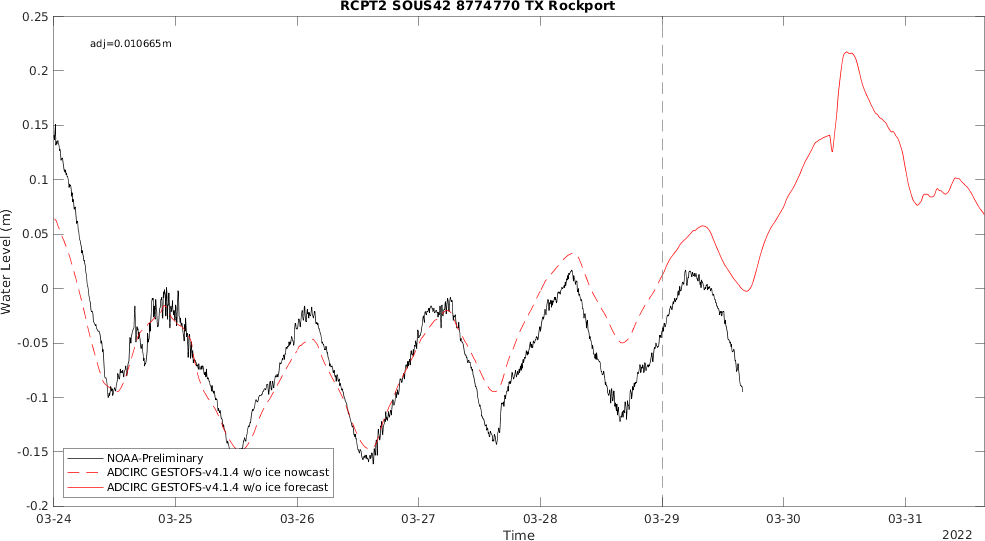 RCPT2 SOUS42 8774770 TX Rockport
adj=0.010665m
0.25
0.2
0.15
0.1
0.05
0
-0.05
-0.1
-0.15
-0.2
Water Level (m)
NOAA-Preliminary
ADCIRC GESTOFS-v4.1.4 w/o ice nowcast
ADCIRC GESTOFS-v4.1.4 w/o ice forecast
03-24 03-25 03-26 03-27 03-28 03-29 03-30 03-31
Time
2022